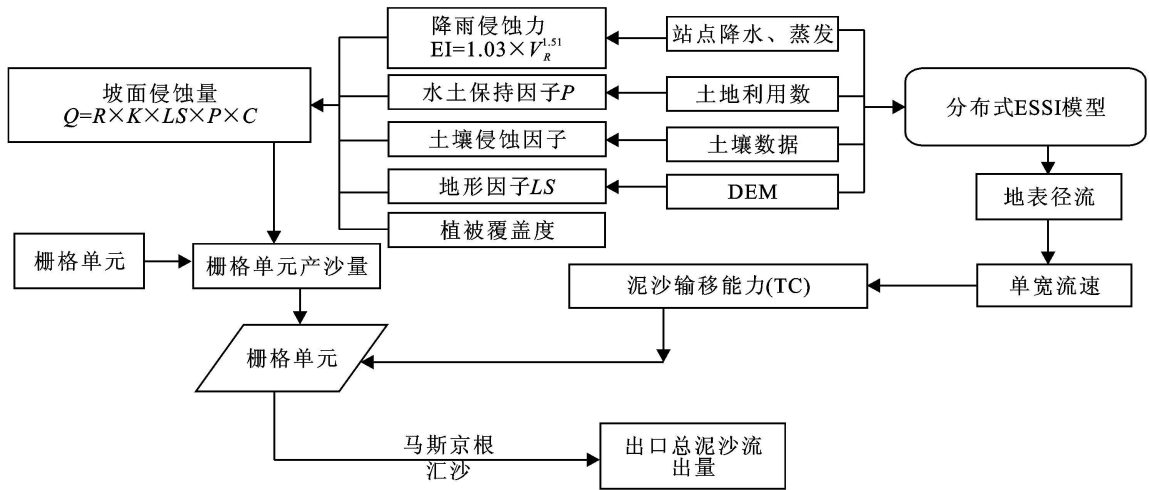 降雨侵蚀力
EI=1.03×V_R^{1.51}
站点降水、蒸发
坡面侵蚀量
Q=R×K×LS×P×C
水土保持因子P
土地利用数
分布式ESSI模型
土壤侵蚀因子
土壤数据
地形因子LS
DEM
地表径流
植被覆盖度
栅格单元
栅格单元产沙量
泥沙输移能力(TC)
单宽流速
栅格单元
马斯京根
汇沙
出口总泥沙流
出量